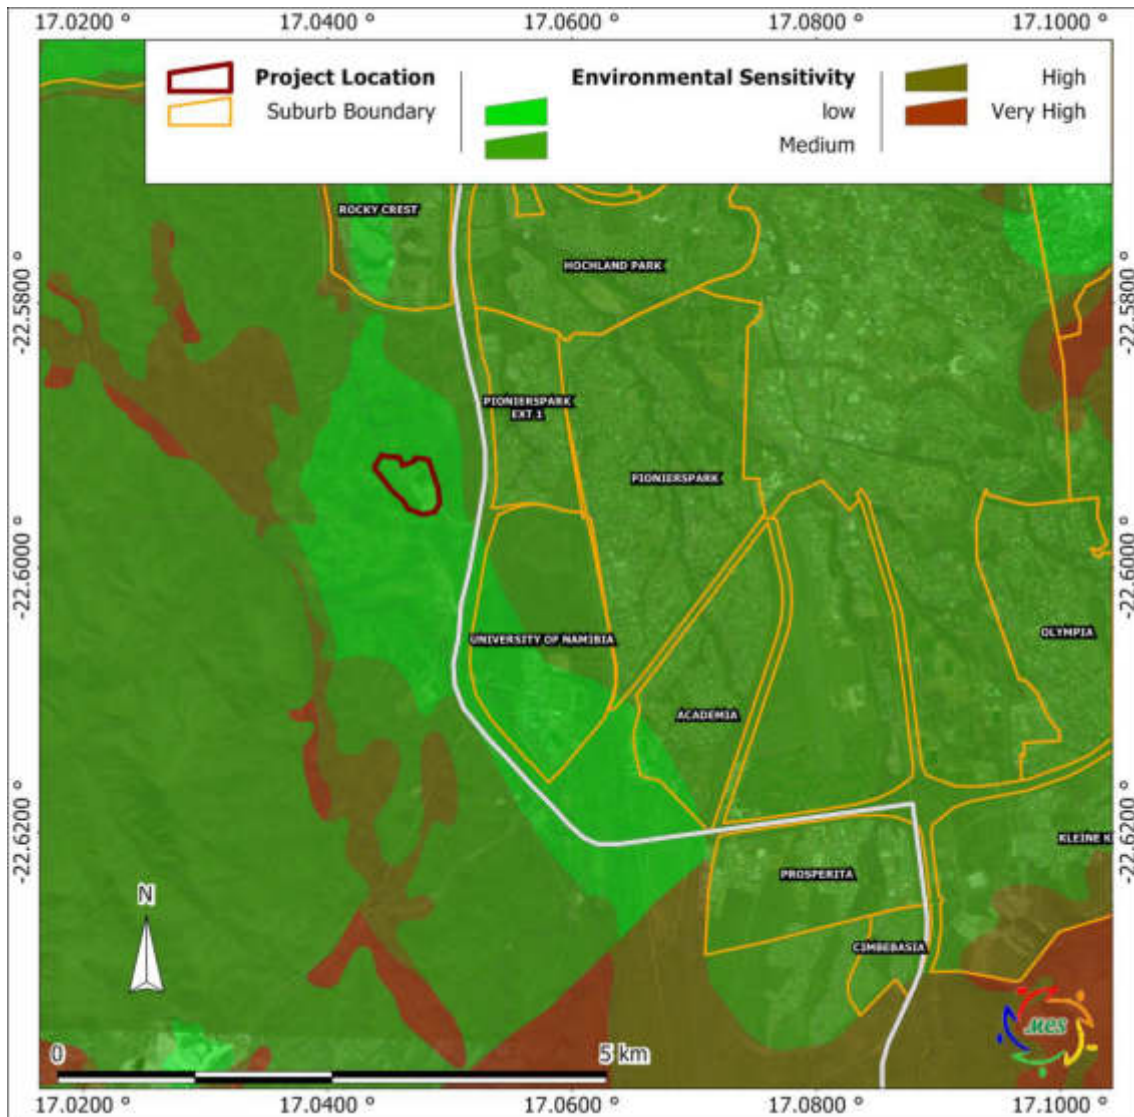 17.0200 ° 17.0400 ° 17.0600 ° 17.0800 ° 17.1000 °
Project Location
Suburb Boundary
Environmental Sensitivity
low
Medium
High
Very High
ROCKY CREST
HOCHLAND PARK
-22.5800 °
-22.5800 °
PIONIERSPARK
EXT 1
PIONIERSPARK
-22.6000 °
-22.6000 °
UNIVERSITY OF NAMIBIA
OLYMPIA
ACADEMIA
-22.6200 °
-22.6200 °
KLEINE K
PROSPERITA
N
CIMBEBASIA
.mes
0 5 km
17.0200 ° 17.0400 ° 17.0600 ° 17.0800 ° 17.1000 °